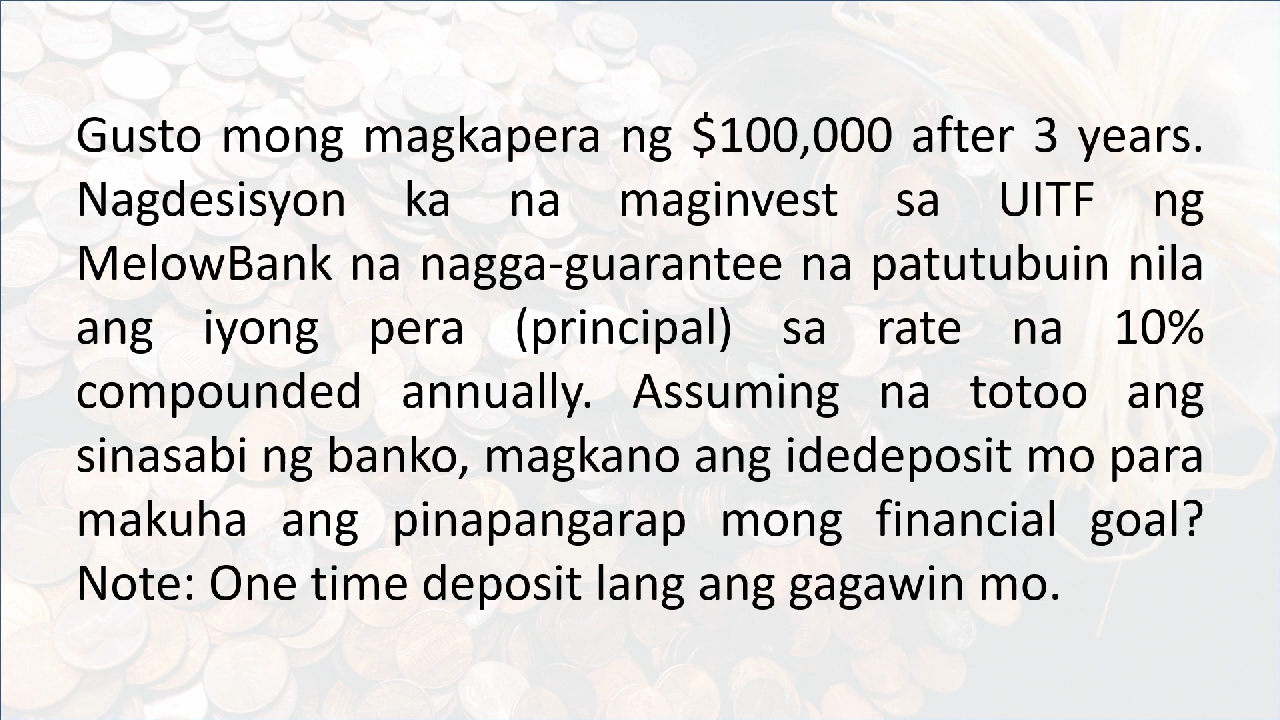 Gusto mong magkapera ng $100,000 after 3 years.
Nagdesisyon ka na maginvest sa UITF ng
MelowBank na nagga-guarantee na patutubuin nila
ang iyong pera (principal) sa rate na 10%
compounded annually. Assuming na totoo ang
sinasabi ng banko, magkano ang idedeposit mo para
makuha ang pinapangarap mong financial goal?
Note: One time deposit lang ang gagawin mo.